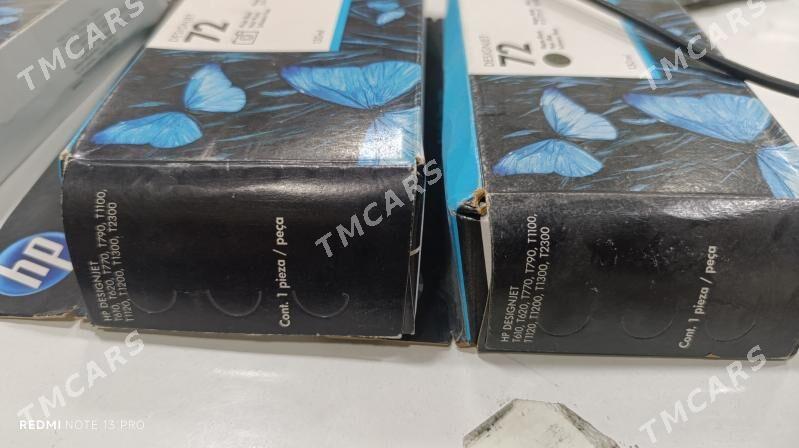 DESIGNJET
72
DESIGNJET
72
HP DESIGNJET
T610, T620, T770, T790, T1100,
T1120, T1200, T1300, T2300
Cont. 1 pieza / peça
HP DESIGNJET
T610, T620, T770, T790, T1100,
T1120, T1200, T1300, T2300
Cont. 1 pieza / peça
hp
REDMI NOTE 13 PRO
TMCARS
TMCARS
TMCARS
TMCARS
TMCARS
TMCARS
TMCARS